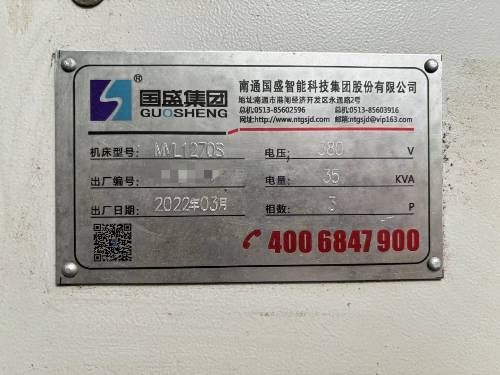 国盛集团
GUOSHENG
®
南通国盛智能科技集团股份有限公司
地址:南通市港闸经济开发区永通路2号
总机:0513-85602596 总机:0513-85603916
网址:http://www.ntgsjd.com 邮箱:ntgsjd@vip163.com
机床型号: MVL1270S 电压: 380 V
出厂编号: 电量: 35 KVA
出厂日期: 2022年03月 相数: 3 P
400 6847 900